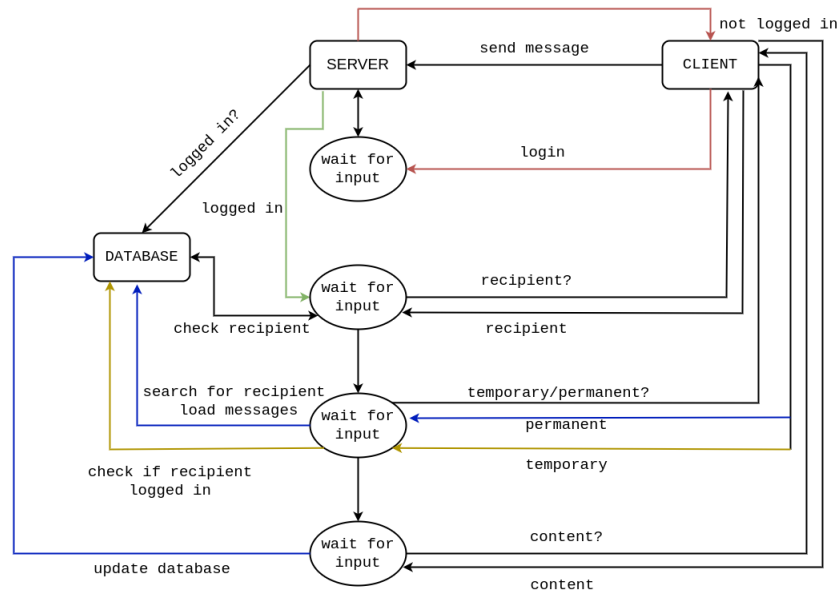 not logged in
send message
SERVER
CLIENT
logged in?
wait for
input
login
logged in
DATABASE
wait for
input
recipient?
check recipient
recipient
search for recipient
load messages
temporary/permanent?
wait for
input
permanent
check if recipient
logged in
temporary
wait for
input
content?
update database
content